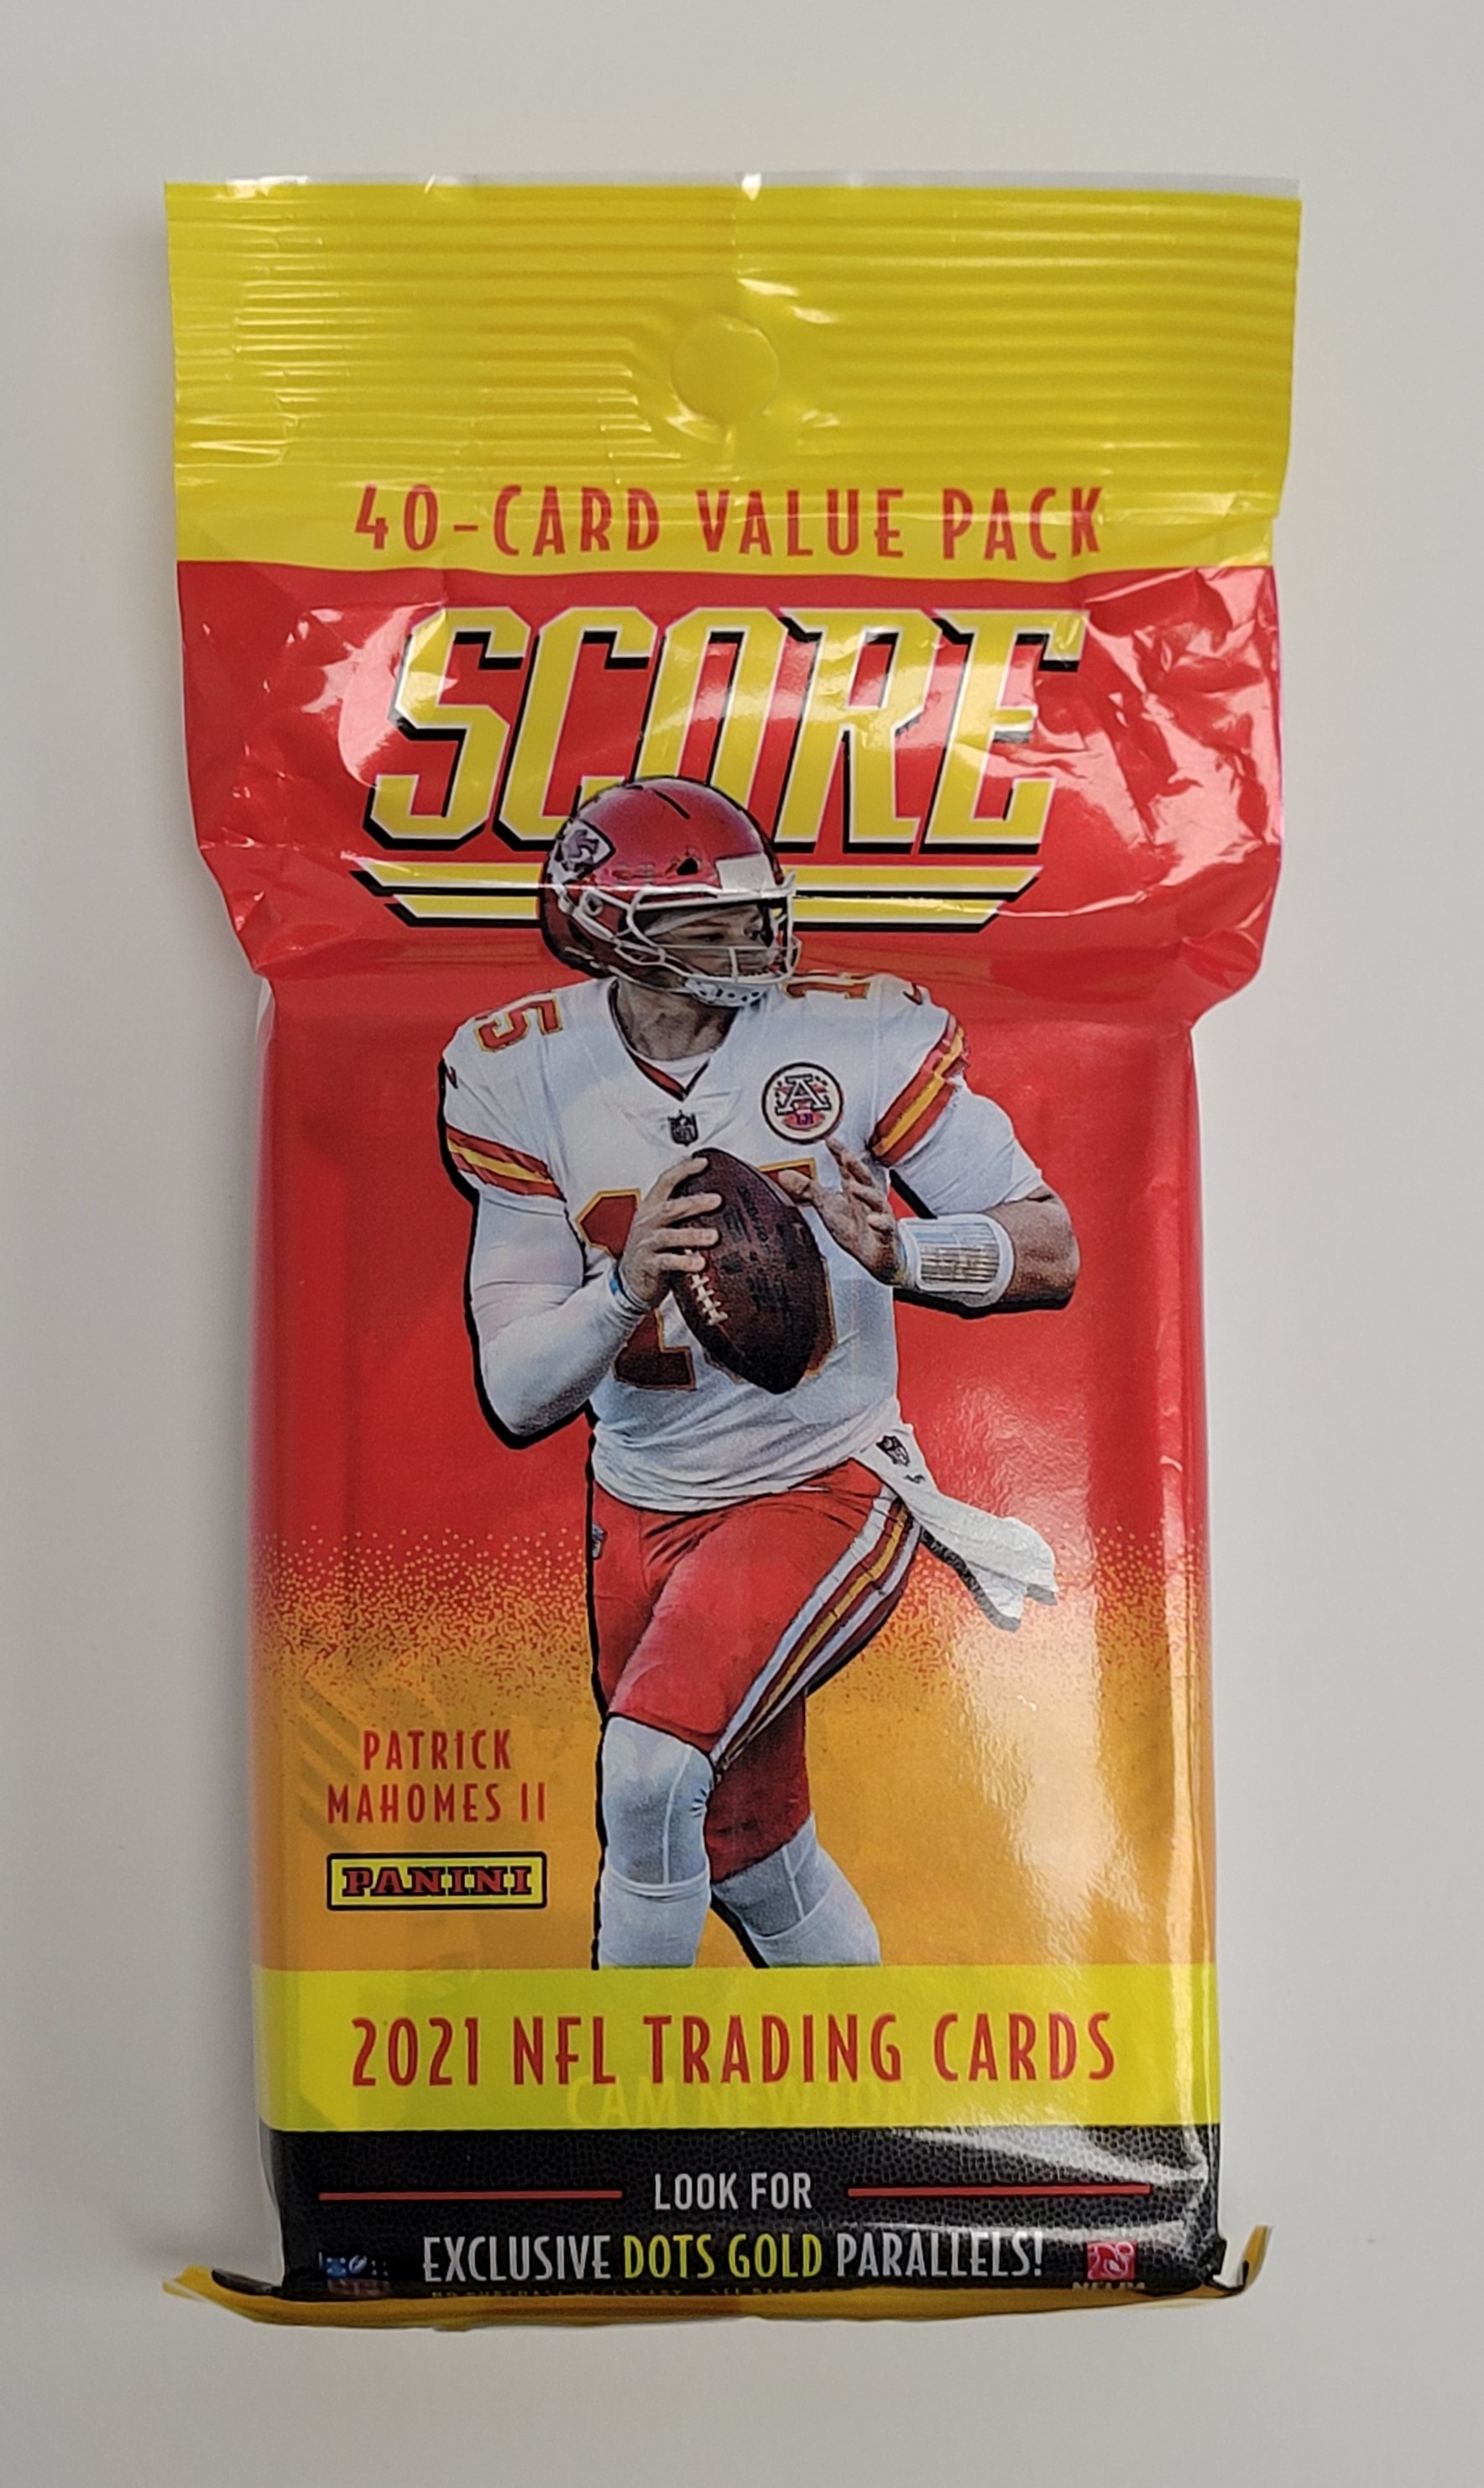 40-CARD VALUE PACK
SCORE
15
PATRICK
MAHOMES II
PANINI
2021 NFL TRADING CARDS
CAM NEWTON
LOOK FOR
EXCLUSIVE DOTS GOLD PARALLELS!